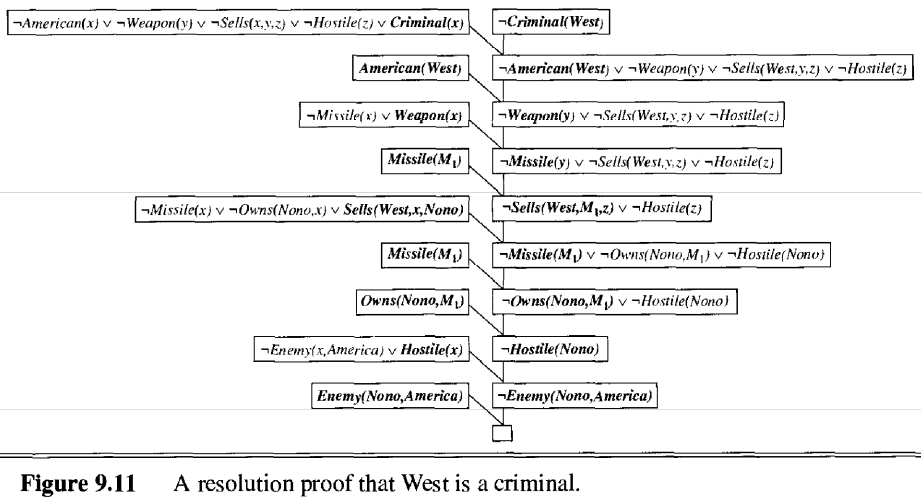 ¬American(x) ∨ ¬Weapon(y) ∨ ¬Sells(x,y,z) ∨ ¬Hostile(z) ∨ Criminal(x) ¬Criminal(West)
American(West) ¬American(West) ∨ ¬Weapon(y) ∨ ¬Sells(West,y,z) ∨ ¬Hostile(z)
¬Missile(x) ∨ Weapon(x) ¬Weapon(y) ∨ ¬Sells(West,y,z) ∨ ¬Hostile(z)
Missile(M₁) ¬Missile(y) ∨ ¬Sells(West,y,z) ∨ ¬Hostile(z)
¬Missile(x) ∨ ¬Owns(Nono,x) ∨ Sells(West,x,Nono) ¬Sells(West,M₁,z) ∨ ¬Hostile(z)
Missile(M₁) ¬Missile(M₁) ∨ ¬Owns(Nono,M₁) ∨ ¬Hostile(Nono)
Owns(Nono,M₁) ¬Owns(Nono,M₁) ∨ ¬Hostile(Nono)
¬Enemy(x,America) ∨ Hostile(x) ¬Hostile(Nono)
Enemy(Nono,America) ¬Enemy(Nono,America)
Figure 9.11 A resolution proof that West is a criminal.